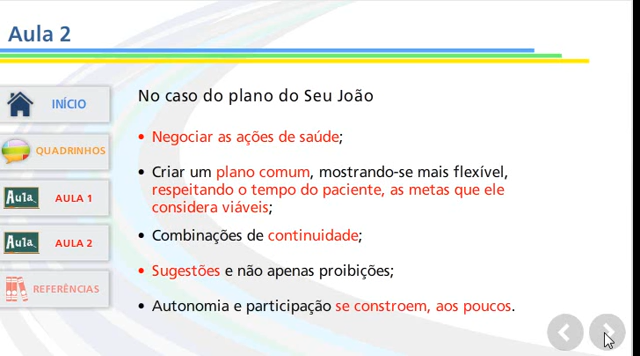 Aula 2
INÍCIO
QUADRINHOS
Aula
AULA 1
Aula
AULA 2
REFERÊNCIAS
No caso do plano do Seu João
• Negociar as ações de saúde;
• Criar um plano comum, mostrando-se mais flexível,
respeitando o tempo do paciente, as metas que ele
considera viáveis;
• Combinações de continuidade;
• Sugestões e não apenas proibições;
• Autonomia e participação se constroem, aos poucos.